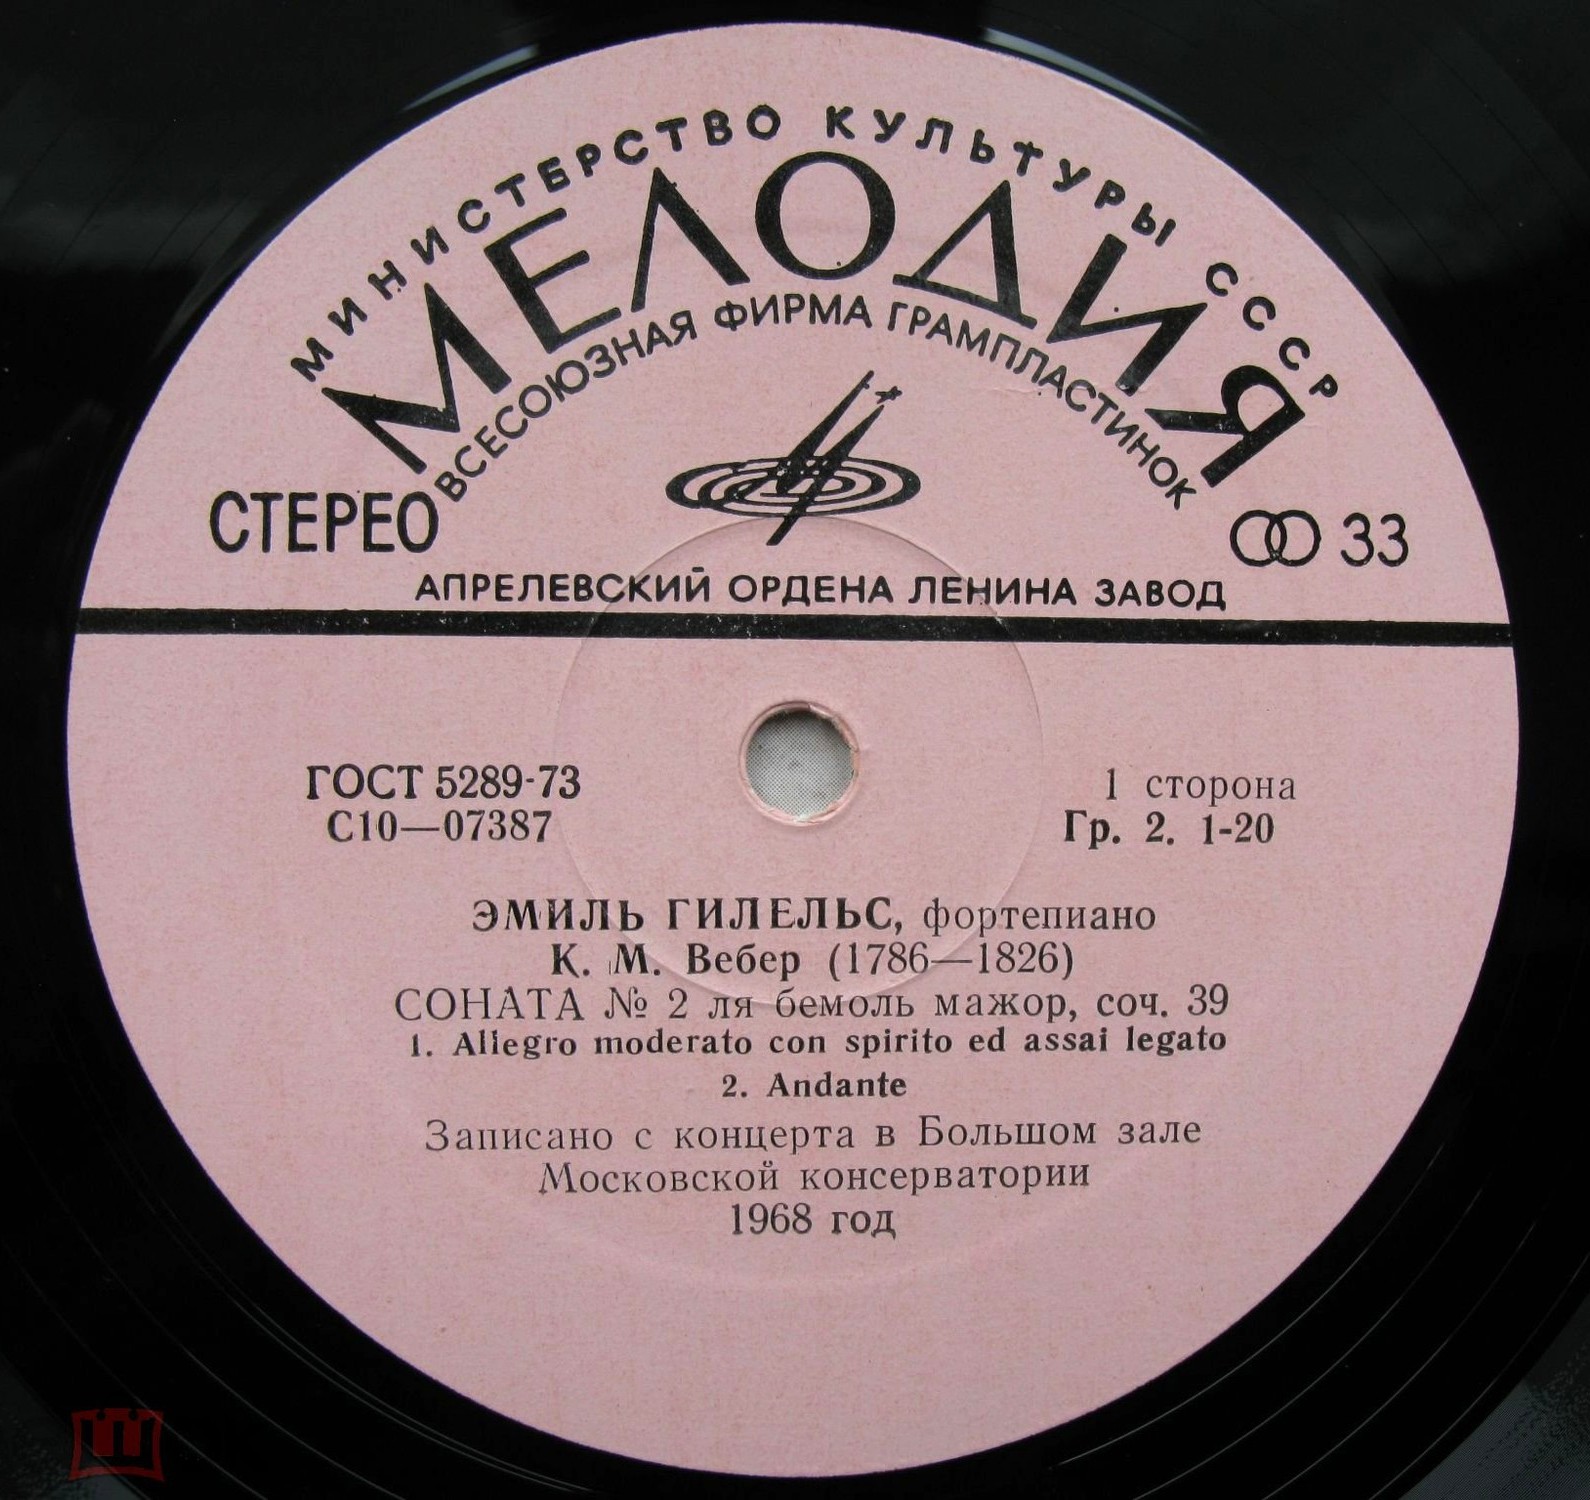 МИНИСТЕРСТВО КУЛЬТУРЫ СССР
МЕЛОДИЯ
ВСЕСОЮЗНАЯ ФИРМА ГРАМПЛАСТИНОК
СТЕРЕО
33
АПРЕЛЕВСКИЙ ОРДЕНА ЛЕНИНА ЗАВОД
ГОСТ 5289-73
С10—07387
1 сторона
Гр. 2. 1-20
ЭМИЛЬ ГИЛЕЛЬС, фортепиано
К. М. Вебер (1786—1826)
СОНАТА № 2 ля бемоль мажор, соч. 39
1. Allegro moderato con spirito ed assai legato
2. Andante
Записано с концерта в Большом зале
Московской консерватории
1968 год